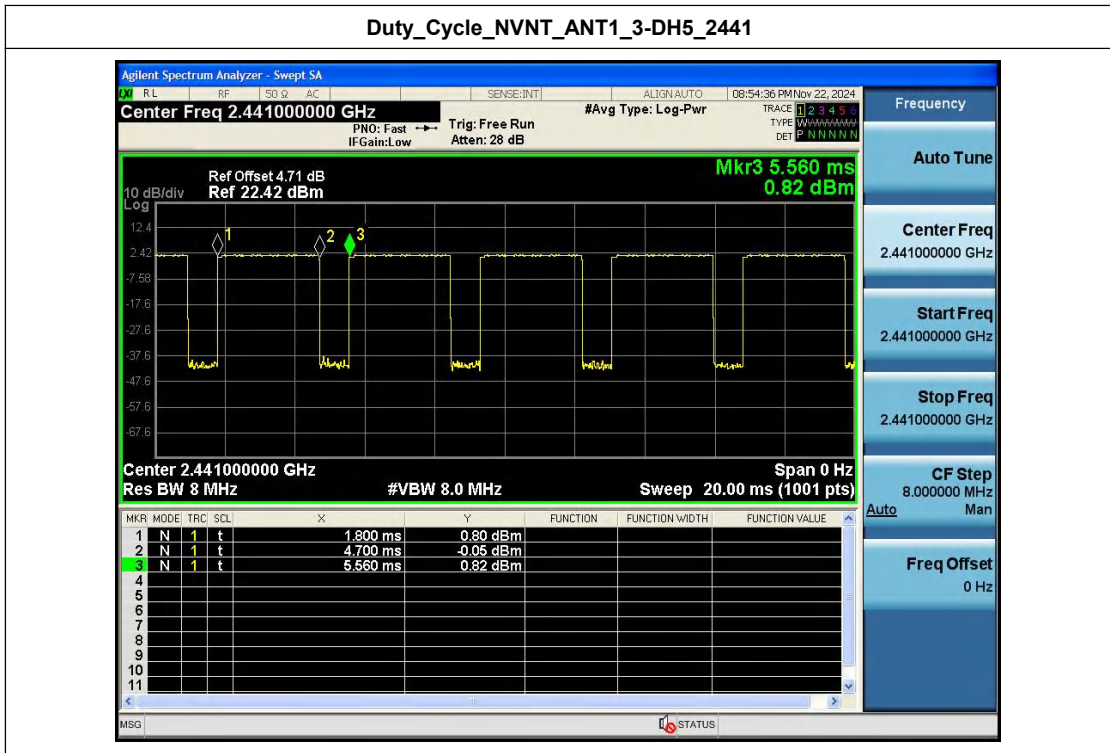 Duty_Cycle_NVNT_ANT1_3-DH5_2441
Agilent Spectrum Analyzer - Swept SA
LXI RL RF 50 Ω AC SENSE:INT ALIGN AUTO 08:54:36 PM Nov 22, 2024
Center Freq 2.441000000 GHz
PNO: Fast
IFGain:Low
Trig: Free Run
Atten: 28 dB
#Avg Type: Log-Pwr
TRACE 1 2 3 4 5 6
TYPE
DET P N N N N N
Mkr3 5.560 ms
0.82 dBm
Ref Offset 4.71 dB
10 dB/div Ref 22.42 dBm
Log
12.4
2.42
-7.58
-17.6
-27.6
-37.6
-47.6
-57.6
-67.6
1
2
3
Center 2.441000000 GHz Span 0 Hz
Res BW 8 MHz #VBW 8.0 MHz Sweep 20.00 ms (1001 pts)
MKR MODE TRC SCL X Y FUNCTION FUNCTION WIDTH FUNCTION VALUE
1 N 1 t 1.800 ms 0.80 dBm
2 N 1 t 4.700 ms -0.05 dBm
3 N 1 t 5.560 ms 0.82 dBm
4
5
6
7
8
9
10
11
MSG STATUS
Frequency
Auto Tune
Center Freq
2.441000000 GHz
Start Freq
2.441000000 GHz
Stop Freq
2.441000000 GHz
CF Step
8.000000 MHz
Auto Man
Freq Offset
0 Hz